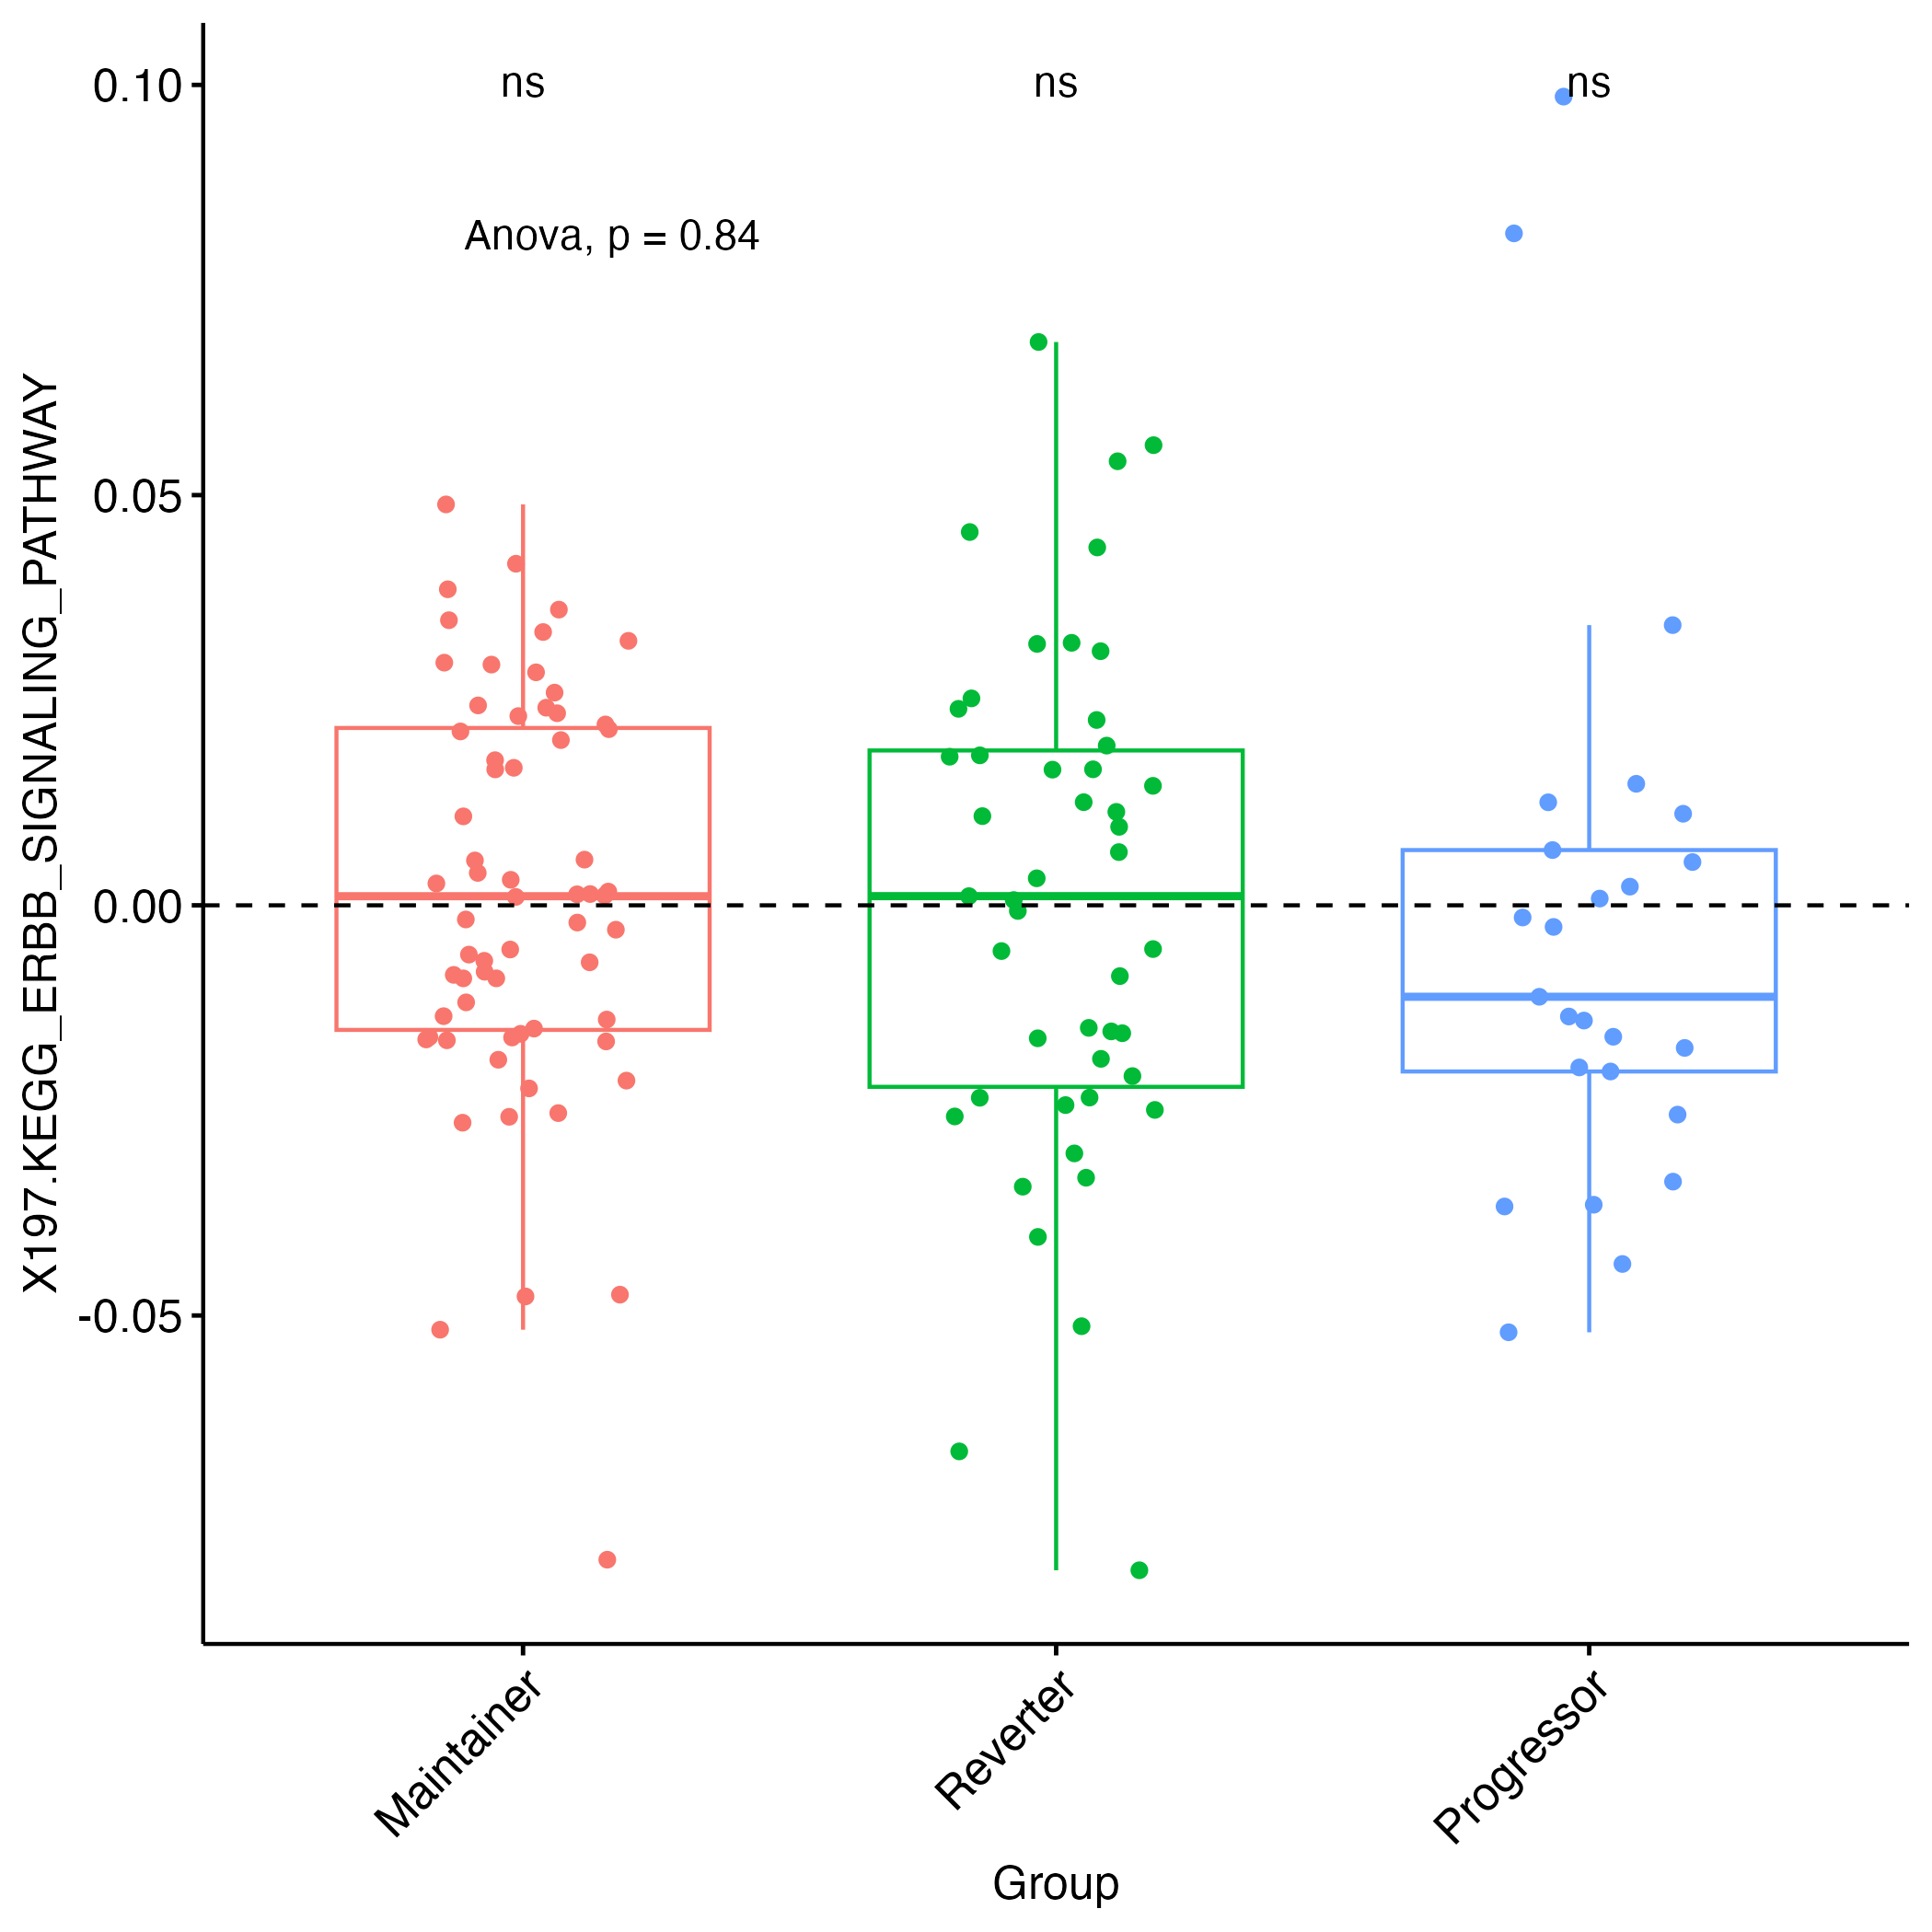 ns
ns
ns
Anova, p = 0.84
X197.KEGG_ERBB_SIGNALING_PATHWAY
0.10
0.05
0.00
-0.05
Maintainer
Reverter
Progressor
Group